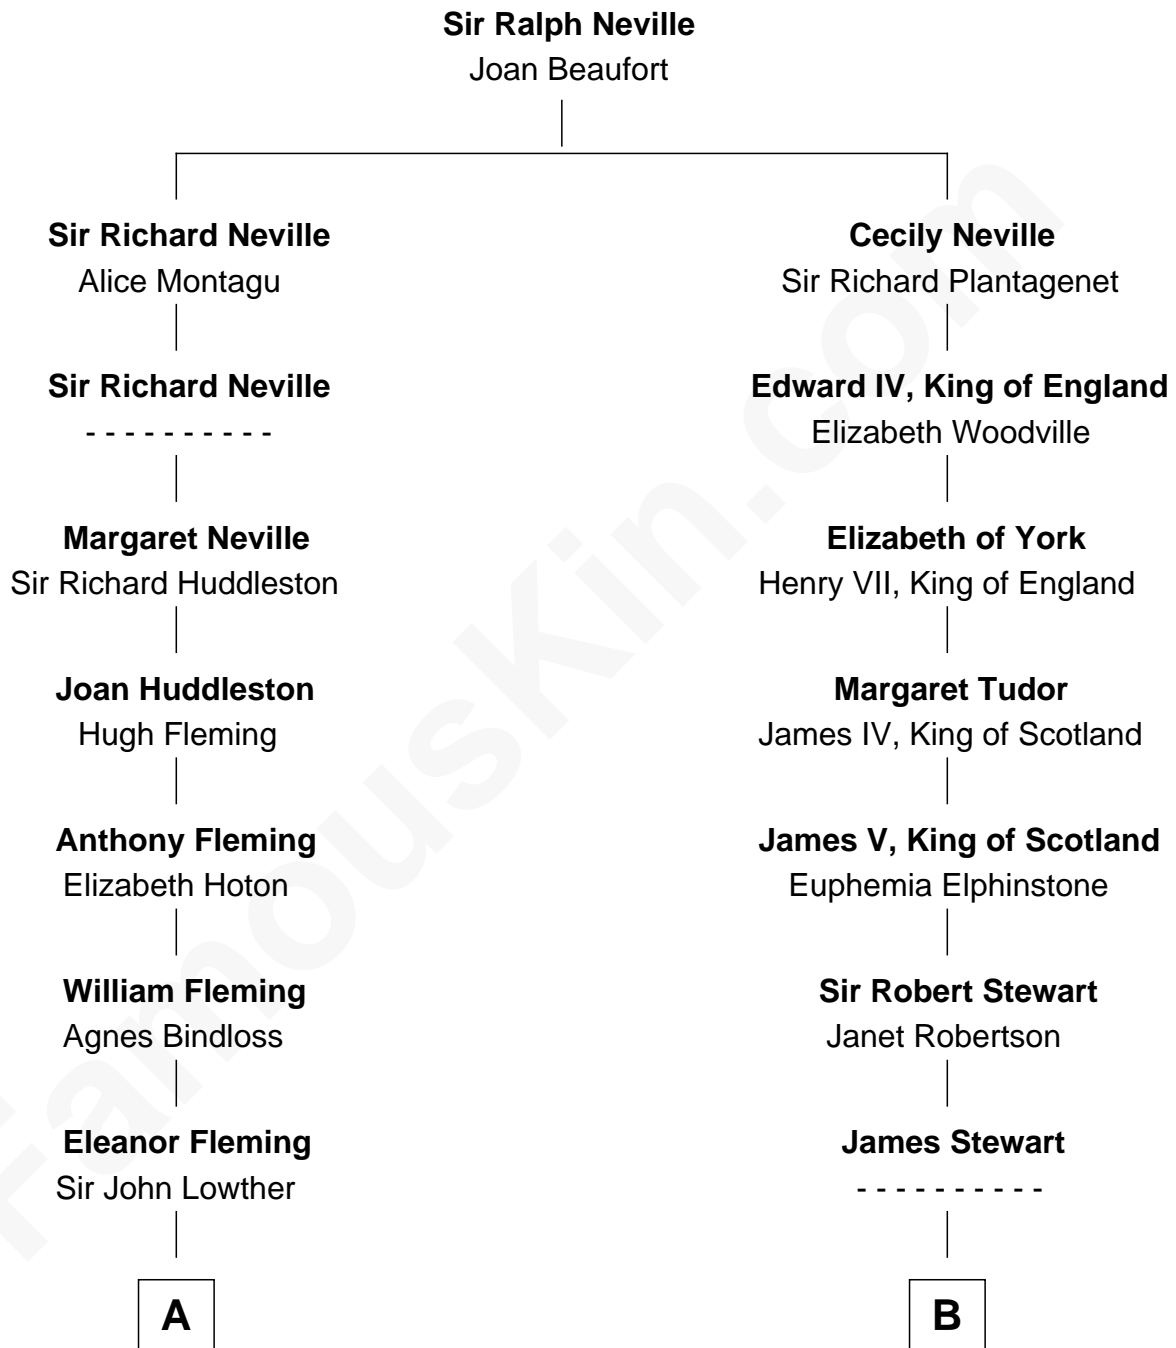 Sir Ralph Neville
Joan Beaufort
Sir Richard Neville
Alice Montagu
Cecily Neville
Sir Richard Plantagenet
Sir Richard Neville
- - - - - - - - - -
Edward IV, King of England
Elizabeth Woodville
Margaret Neville
Sir Richard Huddleston
Elizabeth of York
Henry VII, King of England
Joan Huddleston
Hugh Fleming
Margaret Tudor
James IV, King of Scotland
Anthony Fleming
Elizabeth Hoton
James V, King of Scotland
Euphemia Elphinstone
William Fleming
Agnes Bindloss
Sir Robert Stewart
Janet Robertson
Eleanor Fleming
Sir John Lowther
James Stewart
- - - - - - - - - -
A
B
FamousKin.com